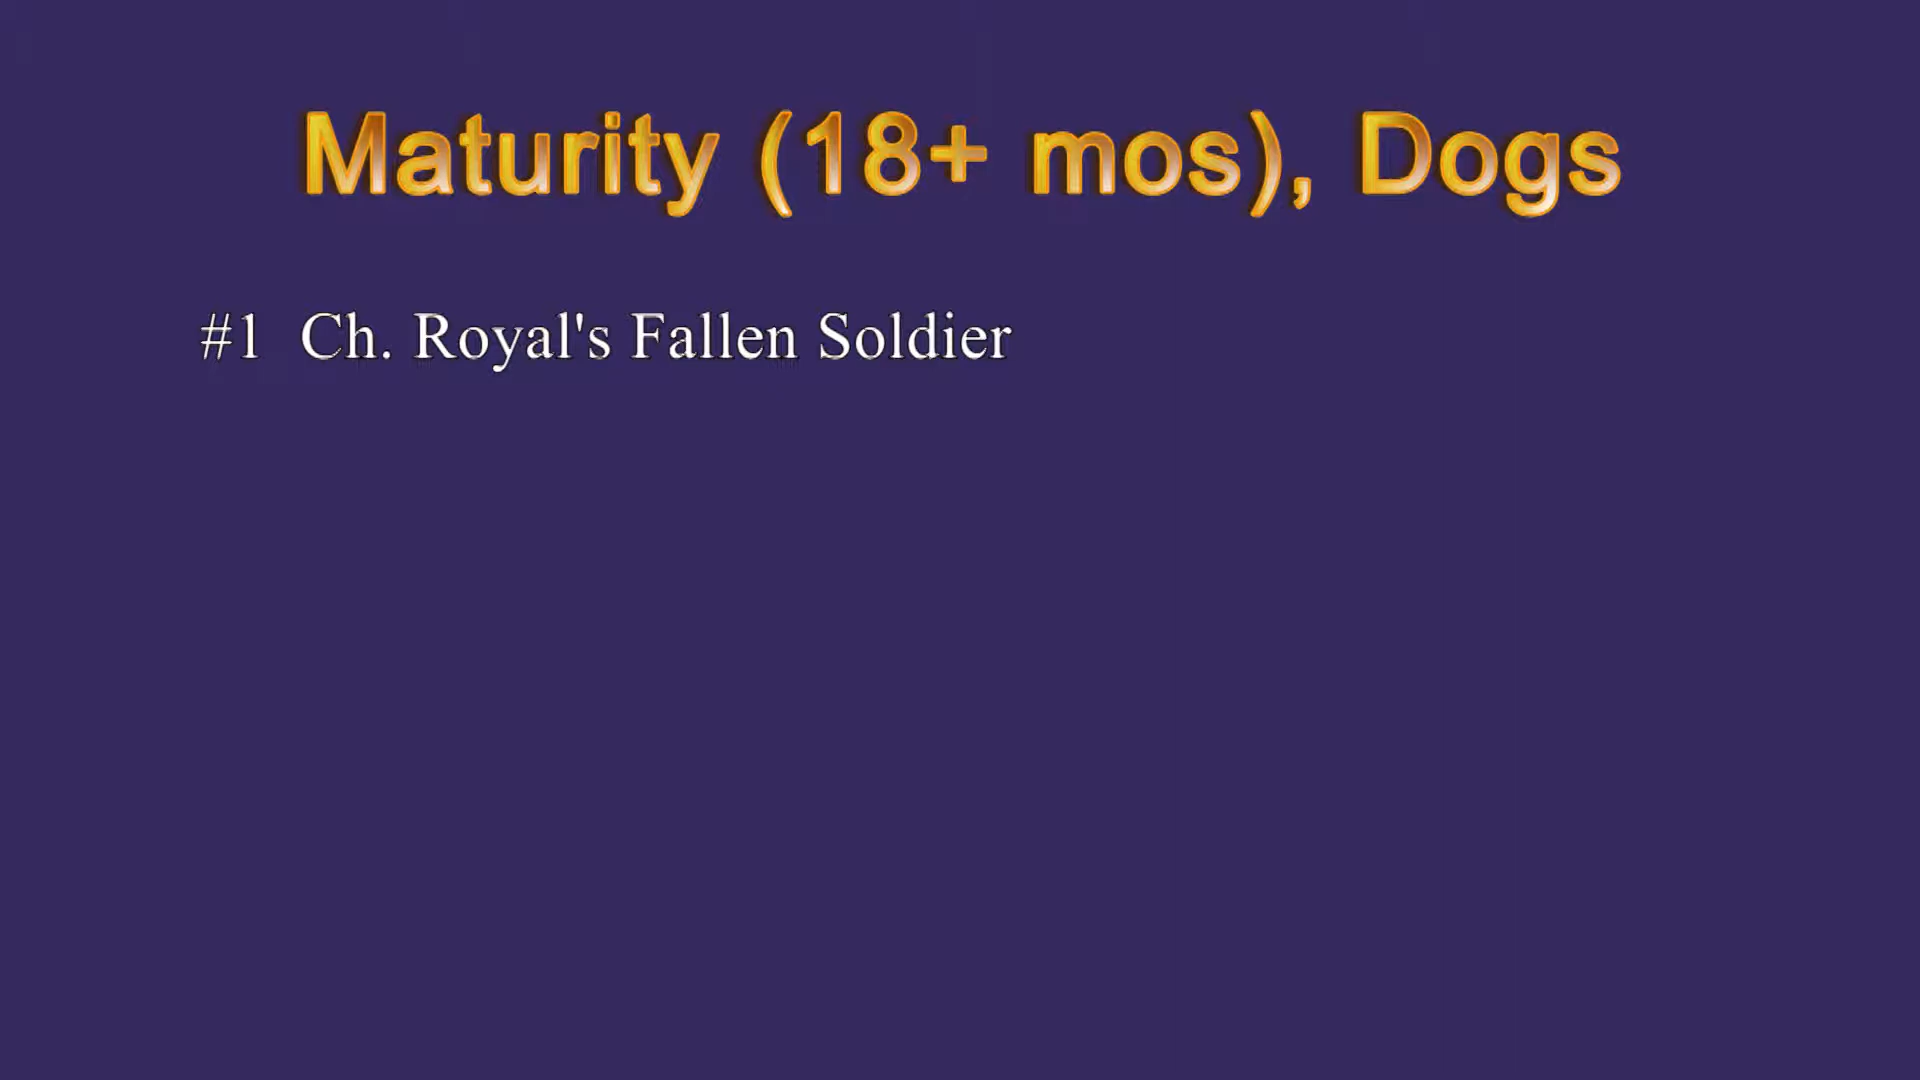 Maturity (18+ mos), Dogs
#1 Ch. Royal's Fallen Soldier